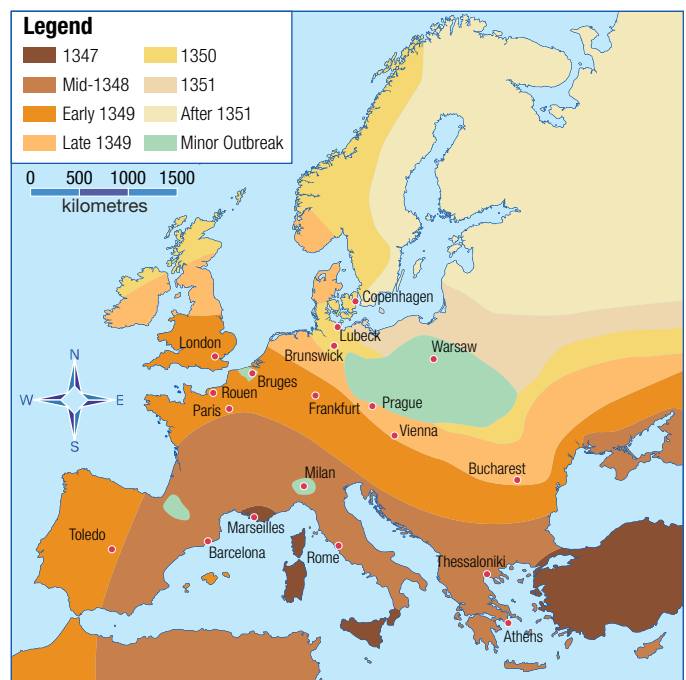 Legend
1347
1350
Mid-1348
1351
Early 1349
After 1351
Late 1349
Minor Outbreak
0 500 1000 1500
kilometres
Copenhagen
London
Lubeck
Brunswick
Warsaw
N
W E
S
Bruges
Rouen
Paris
Frankfurt
Prague
Vienna
Bucharest
Milan
Toledo
Marseilles
Barcelona
Rome
Thessaloniki
Athens